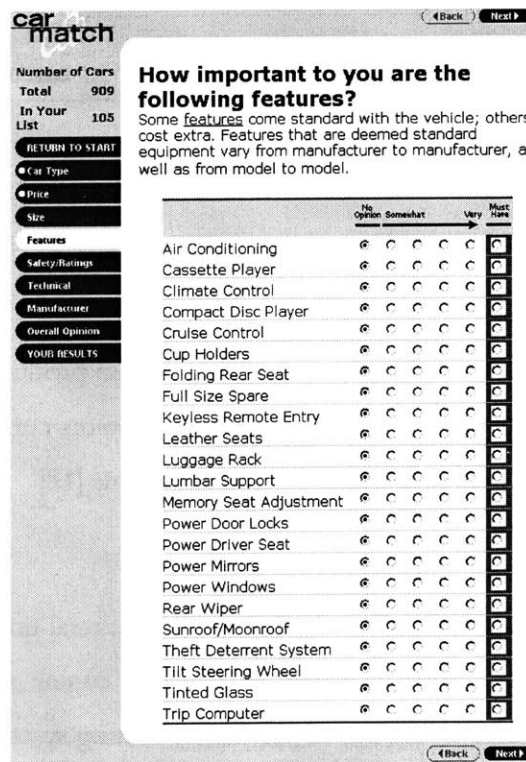 car
match
Back
Next
Number of Cars
Total 909
In Your
List 105
RETURN TO START
Car Type
Price
Size
Features
Safety/Ratings
Technical
Manufacturer
Overall Opinion
YOUR RESULTS
How important to you are the
following features?
Some features come standard with the vehicle; others
cost extra. Features that are deemed standard
equipment vary from manufacturer to manufacturer, a
well as from model to model.
No
Opinion Somewhat Very Must
Have
Air Conditioning
Cassette Player
Climate Control
Compact Disc Player
Cruise Control
Cup Holders
Folding Rear Seat
Full Size Spare
Keyless Remote Entry
Leather Seats
Luggage Rack
Lumbar Support
Memory Seat Adjustment
Power Door Locks
Power Driver Seat
Power Mirrors
Power Windows
Rear Wiper
Sunroof/Moonroof
Theft Deterrent System
Tilt Steering Wheel
Tinted Glass
Trip Computer
Back
Next